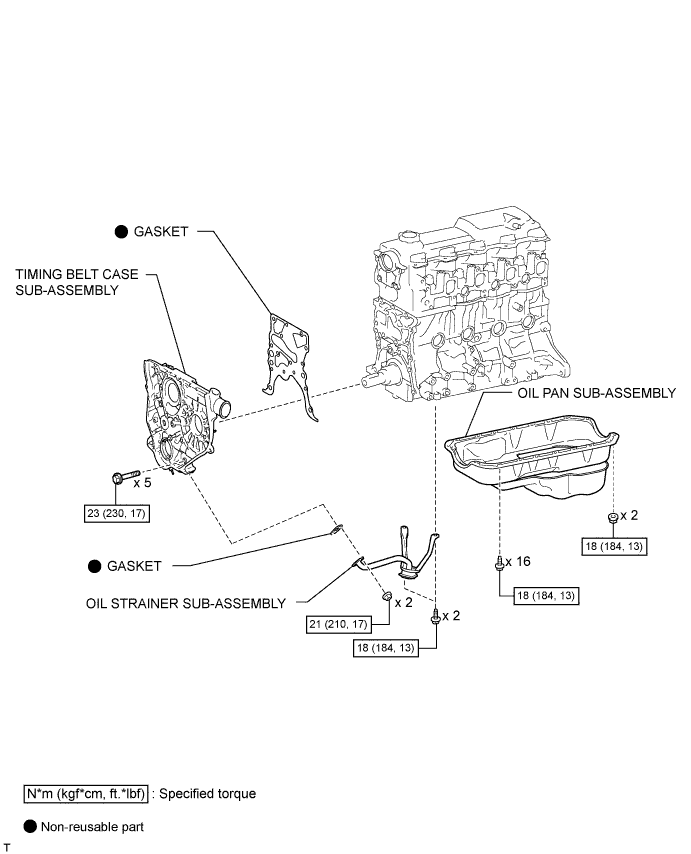 ● GASKET
TIMING BELT CASE
SUB-ASSEMBLY
OIL PAN SUB-ASSEMBLY
x 5
23 (230, 17)
x 2
18 (184, 13)
x 16
18 (184, 13)
● GASKET
OIL STRAINER SUB-ASSEMBLY
x 2
21 (210, 17)
x 2
18 (184, 13)
N*m (kgf*cm, ft.*lbf) : Specified torque
● Non-reusable part
T